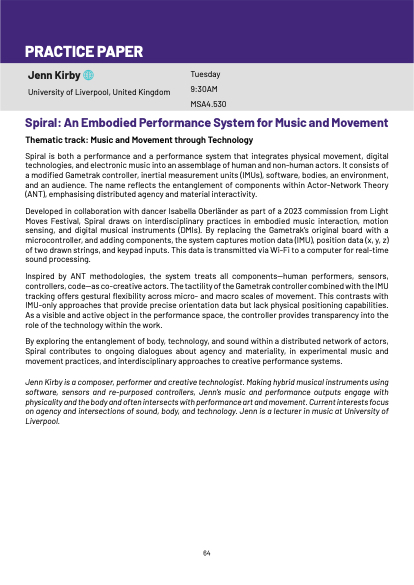 PRACTICE PAPER
Jenn Kirby
University of Liverpool, United Kingdom
Tuesday
9:30AM
MSA4.530
Spiral: An Embodied Performance System for Music and Movement
Thematic track: Music and Movement through Technology
Spiral is both a performance and a performance system that integrates physical movement, digital
technologies, and electronic music into an assemblage of human and non-human actors. It consists of
a modified Gametrak controller, inertial measurement units (IMUs), software, bodies, an environment,
and an audience. The name reflects the entanglement of components within Actor-Network Theory
(ANT), emphasising distributed agency and material interactivity.
Developed in collaboration with dancer Isabella Oberländer as part of a 2023 commission from Light
Moves Festival, Spiral draws on interdisciplinary practices in embodied music interaction, motion
sensing, and digital musical instruments (DMIs). By replacing the Gametrak's original board with a
microcontroller, and adding components, the system captures motion data (IMU), position data (x, y, z)
of two drawn strings, and keypad inputs. This data is transmitted via Wi-Fi to a computer for real-time
sound processing.
Inspired by ANT methodologies, the system treats all components—human performers, sensors,
controllers, code—as co-creative actors. The tactility of the Gametrak controller combined with the IMU
tracking offers gestural flexibility across micro- and macro scales of movement. This contrasts with
IMU-only approaches that provide precise orientation data but lack physical positioning capabilities.
As a visible and active object in the performance space, the controller provides transparency into the
role of the technology within the work.
By exploring the entanglement of body, technology, and sound within a distributed network of actors,
Spiral contributes to ongoing dialogues about agency and materiality, in experimental music and
movement practices, and interdisciplinary approaches to creative performance systems.
Jenn Kirby is a composer, performer and creative technologist. Making hybrid musical instruments using
software, sensors and re-purposed controllers, Jenn's music and performance outputs engage with
physicality and the body and often intersects with performance art and movement. Current interests focus
on agency and intersections of sound, body, and technology. Jenn is a lecturer in music at University of
Liverpool.
64